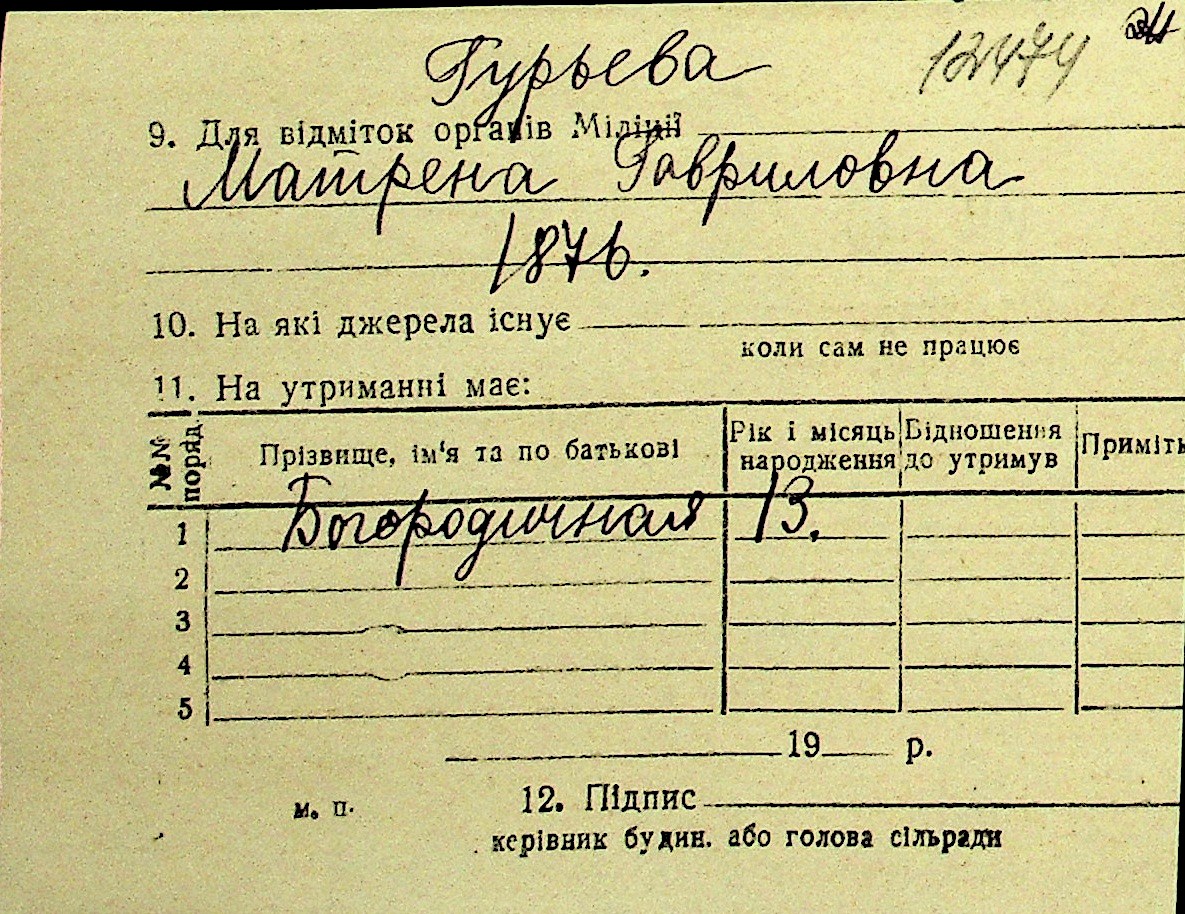 Гурьева 12474
9. Для відміток органів Міліції
Матрена Гавриловна
1876.
10. На які джерела існує
коли сам не працює
11. На утриманні має:
№№ поряд. Прізвище, ім'я та по батькові Рік і місяць народження Відношення до утримув Приміт
1 Богородичная 13.
2
3
4
5
19 р.
м. п. 12. Підпис
керівник будин. або голова сільради